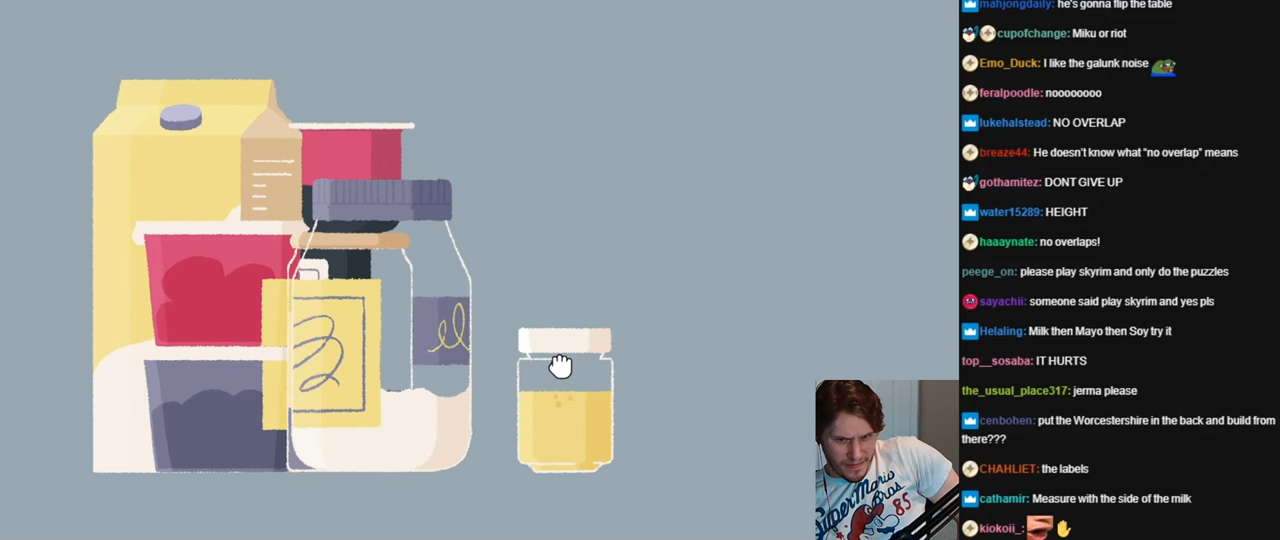 mahjongdaily: he's gonna flip the table
cupofchange: Miku or riot
Emo_Duck: I like the galunk noise
feralpoodle: noooooooo
lukehalstead: NO OVERLAP
breaze44: He doesn't know what "no overlap" means
gothamitez: DONT GIVE UP
water15289: HEIGHT
haaaynate: no overlaps!
peege_on: please play skyrim and only do the puzzles
sayachii: someone said play skyrim and yes pls
Helaling: Milk then Mayo then Soy try it
top__sosaba: IT HURTS
the_usual_place317: jerma please
cenbohen: put the Worcestershire in the back and build from
there???
CHAHLIET: the labels
cathamir: Measure with the side of the milk
kiokoii_:
Super Mario
Bros.
85